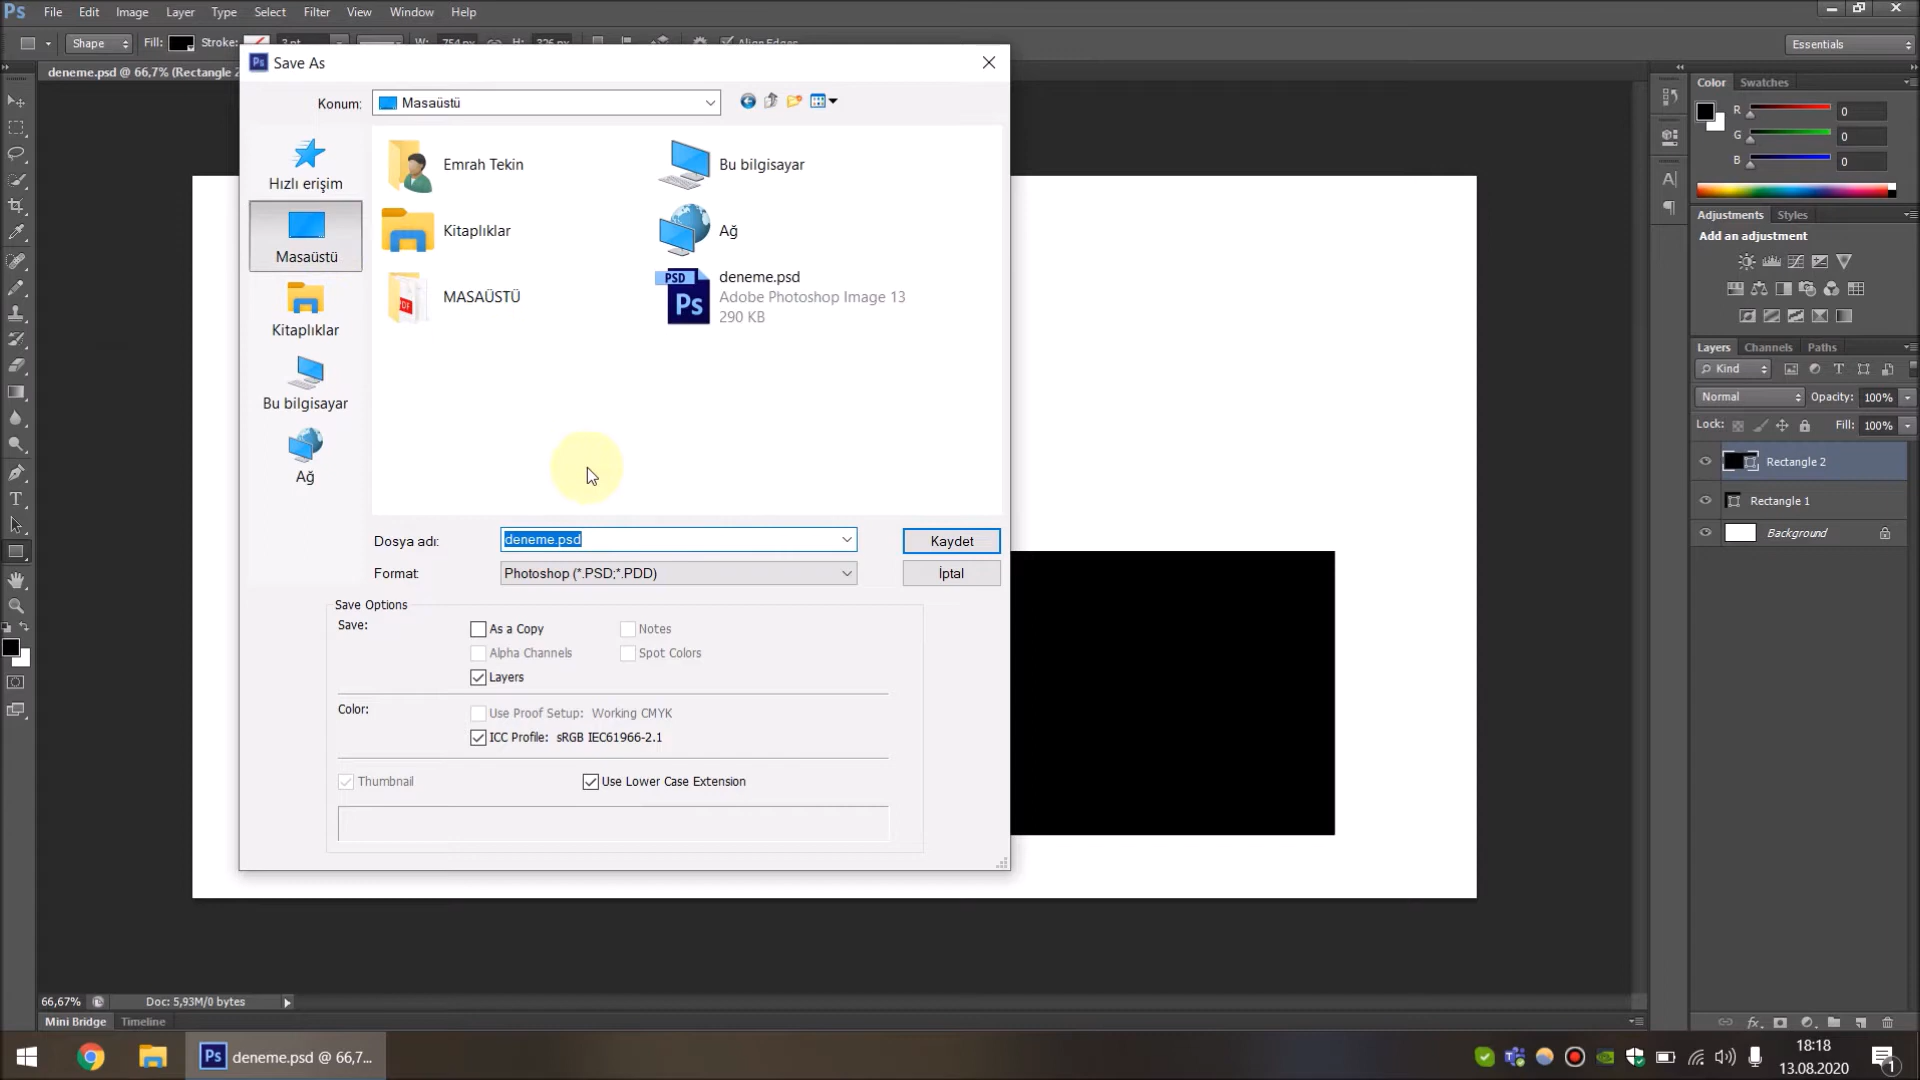 Ps File Edit Image Layer Type Select Filter View Window Help
Shape Fill: Stroke:
Essentials
deneme.psd @ 66,7% (Rectangle
Save As
Konum: Masaüstü
Hızlı erişim
Masaüstü
Kitaplıklar
Bu bilgisayar
Ağ
Emrah Tekin
Bu bilgisayar
Kitaplıklar
Ağ
MASAÜSTÜ
PSD
Ps
deneme.psd
Adobe Photoshop Image 13
290 KB
Dosya adı: deneme.psd Kaydet
Format: Photoshop (*.PSD;*.PDD) İptal
Save Options
Save:
As a Copy Notes
Alpha Channels Spot Colors
Layers
Color:
Use Proof Setup: Working CMYK
ICC Profile: sRGB IEC61966-2.1
Thumbnail Use Lower Case Extension
Color Swatches
R 0
G 0
B 0
Adjustments Styles
Add an adjustment
Layers Channels Paths
Kind
Normal Opacity: 100%
Lock: Fill: 100%
Rectangle 2
Rectangle 1
Background
66,67% Doc: 5,93M/0 bytes
Mini Bridge Timeline
Ps deneme.psd @ 66,7...
18:18
13.08.2020
1